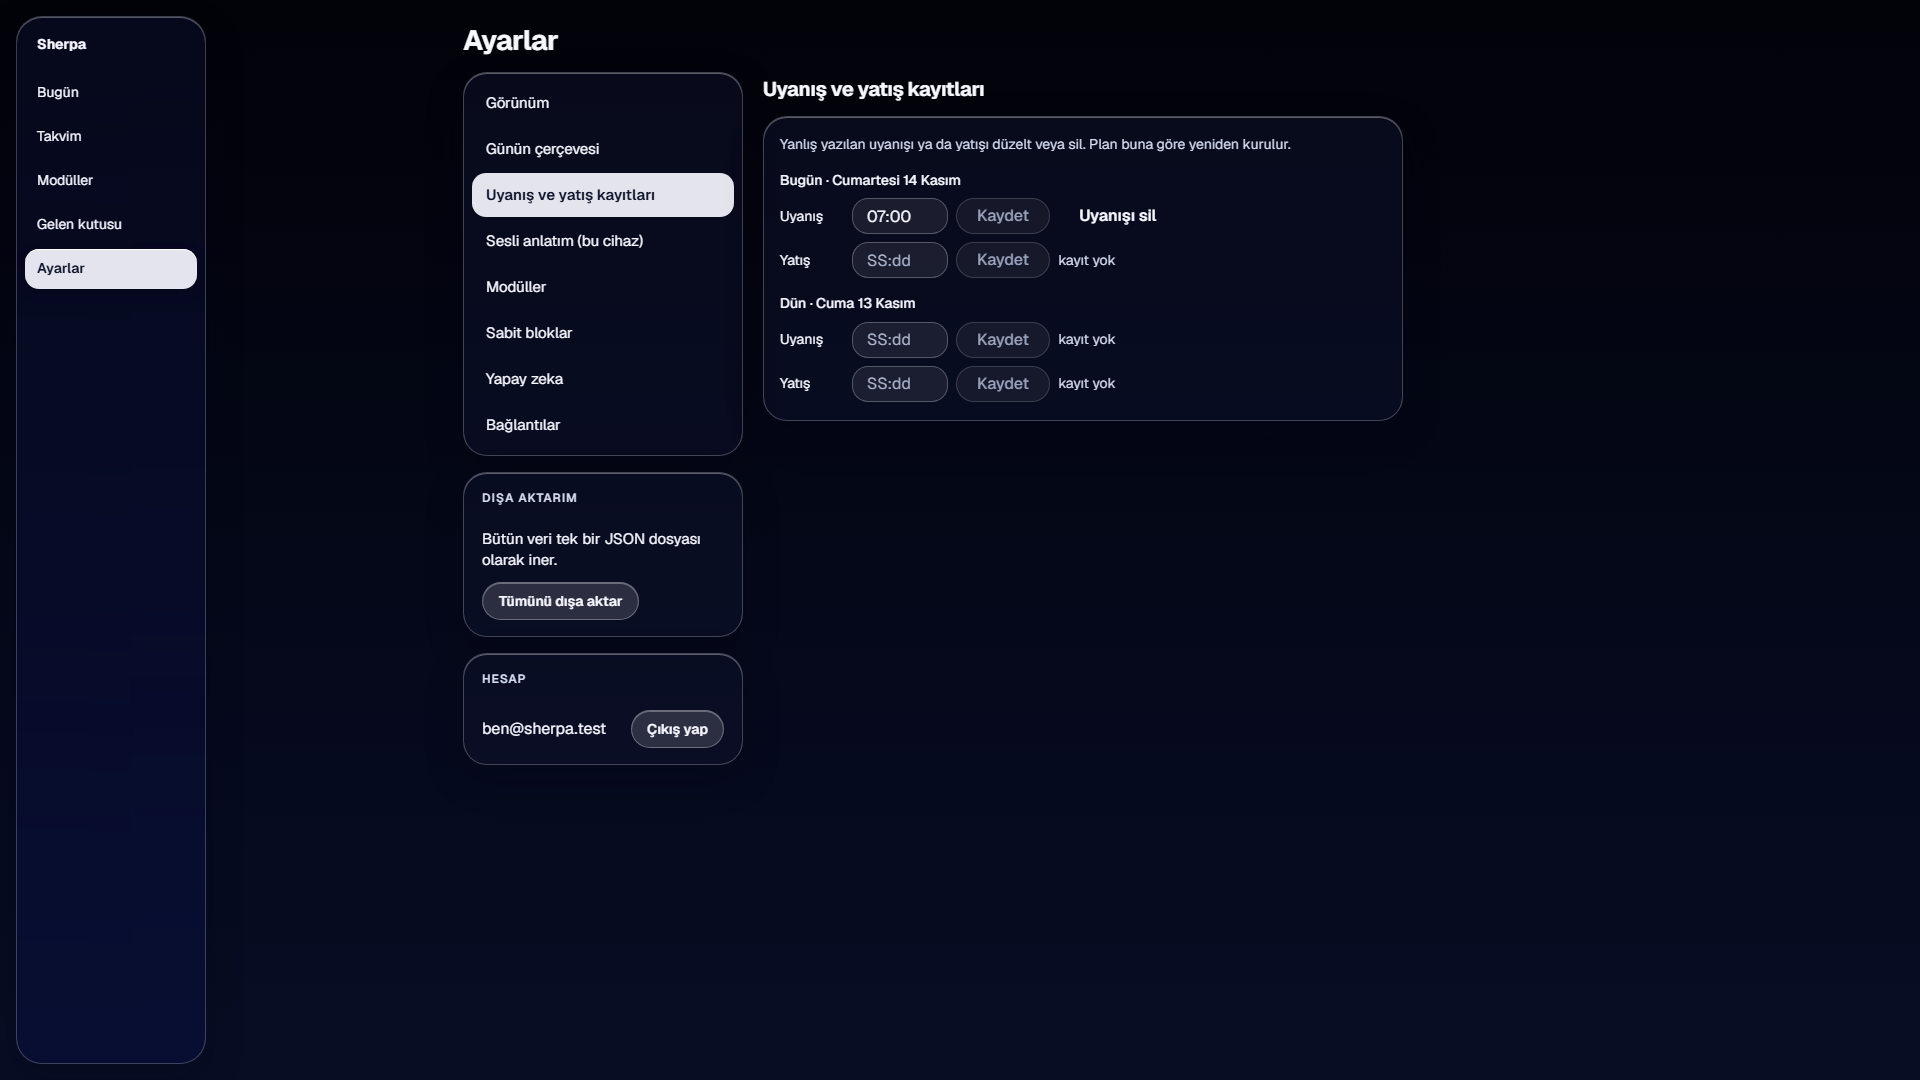 Sherpa
Bugün
Takvim
Modüller
Gelen kutusu
Ayarlar
Ayarlar
Görünüm
Günün çerçevesi
Uyanış ve yatış kayıtları
Sesli anlatım (bu cihaz)
Modüller
Sabit bloklar
Yapay zeka
Bağlantılar
DIŞA AKTARIM
Bütün veri tek bir JSON dosyası
olarak iner.
Tümünü dışa aktar
HESAP
ben@sherpa.test Çıkış yap
Uyanış ve yatış kayıtları
Yanlış yazılan uyanışı ya da yatışı düzelt veya sil. Plan buna göre yeniden kurulur.
Bugün · Cumartesi 14 Kasım
Uyanış 07:00 Kaydet Uyanışı sil
Yatış SS:dd Kaydet kayıt yok
Dün · Cuma 13 Kasım
Uyanış SS:dd Kaydet kayıt yok
Yatış SS:dd Kaydet kayıt yok